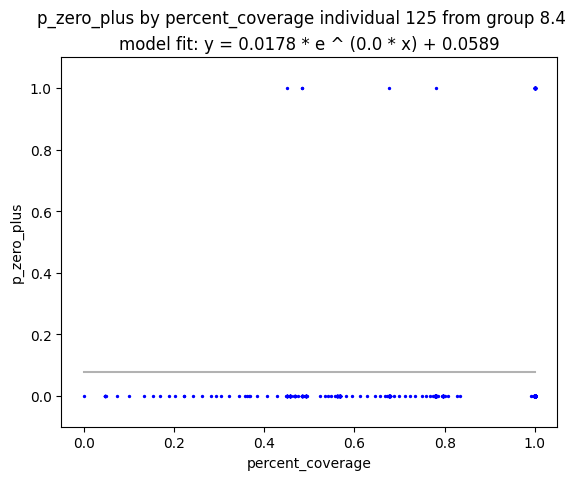 p_zero_plus by percent_coverage individual 125 from group 8.4
model fit: y = 0.0178 * e ^ (0.0 * x) + 0.0589
1.0
0.8
0.6
0.4
0.2
0.0
p_zero_plus
0.0 0.2 0.4 0.6 0.8 1.0
percent_coverage